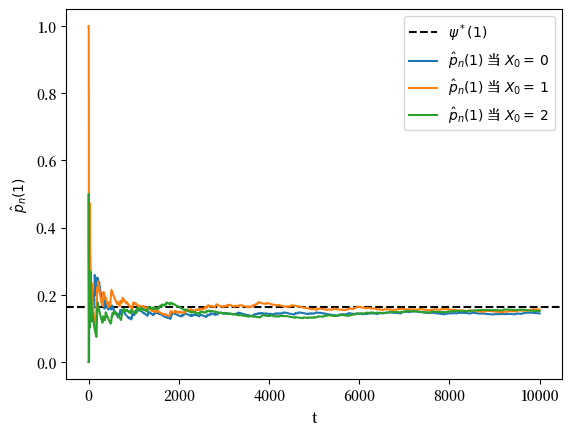 1.0
0.8
0.6
0.4
0.2
0.0
p̂ₙ(1)
0 2000 4000 6000 8000 10000
t
ψ*(1)
p̂ₙ(1) 当 X₀ = 0
p̂ₙ(1) 当 X₀ = 1
p̂ₙ(1) 当 X₀ = 2